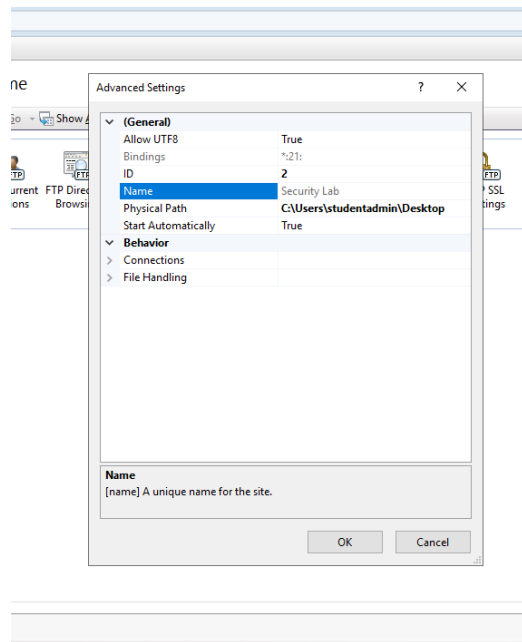 me
Go Show A
Advanced Settings ?
(General)
Allow UTF8 True
Bindings *:21:
ID 2
Name Security Lab
Physical Path C:\Users\studentadmin\Desktop
Start Automatically True
Behavior
Connections
File Handling
FTP
urrent
ons
FTP
FTP Direc
Browsi
FTP
SSL
tings
Name
[name] A unique name for the site.
OK Cancel